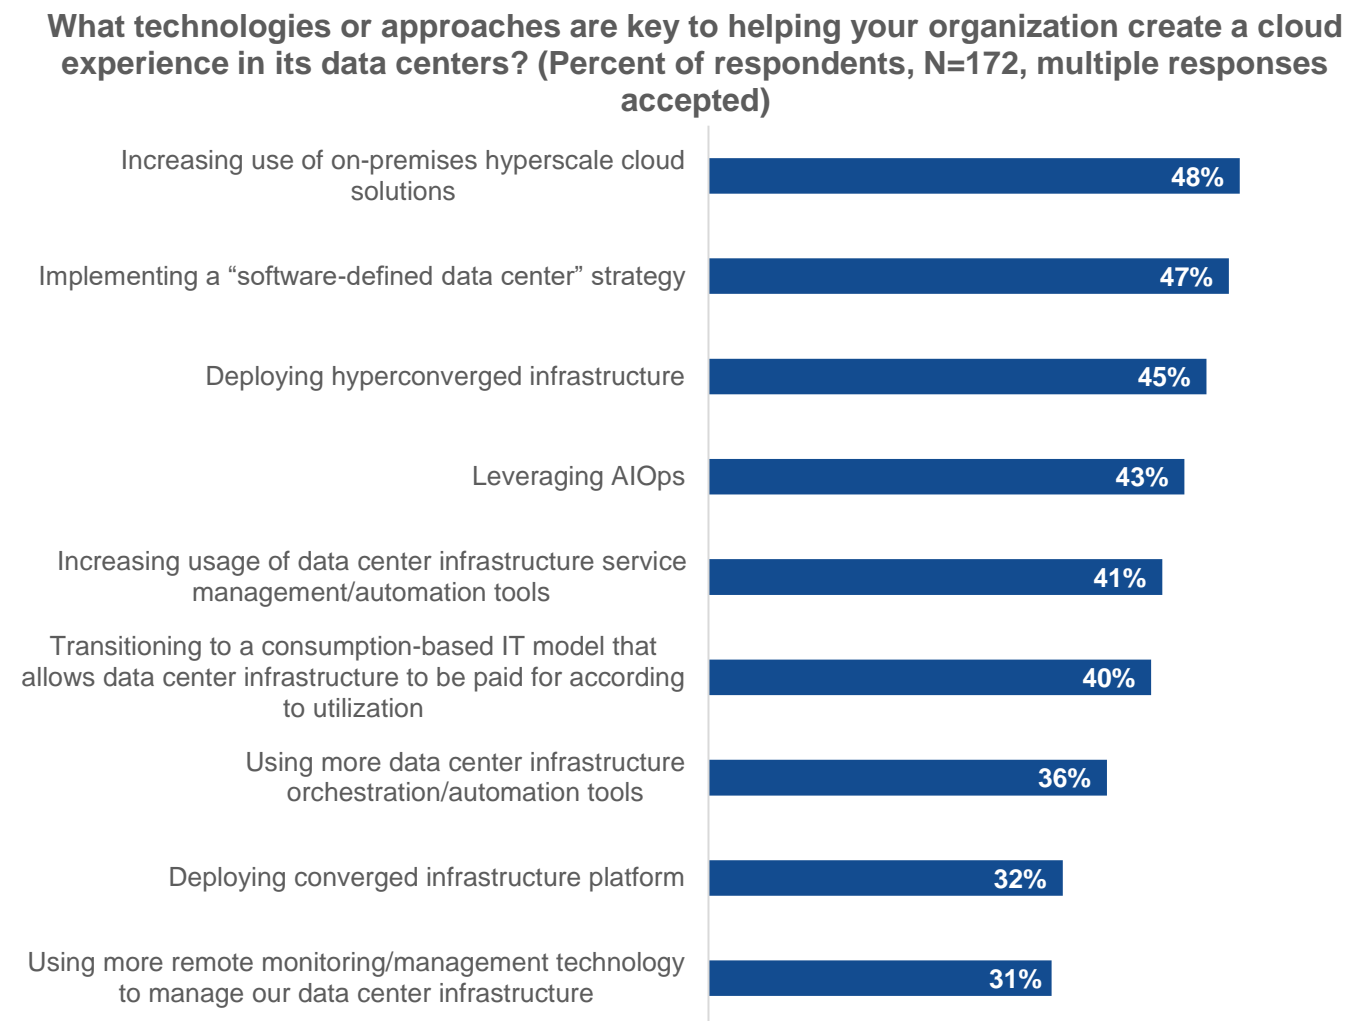 What technologies or approaches are key to helping your organization create a cloud
experience in its data centers? (Percent of respondents, N=172, multiple responses
accepted)
Increasing use of on-premises hyperscale cloud
solutions
48%
Implementing a “software-defined data center” strategy
47%
Deploying hyperconverged infrastructure
45%
Leveraging AIOps
43%
Increasing usage of data center infrastructure service
management/automation tools
41%
Transitioning to a consumption-based IT model that
allows data center infrastructure to be paid for according
to utilization
40%
Using more data center infrastructure
orchestration/automation tools
36%
Deploying converged infrastructure platform
32%
Using more remote monitoring/management technology
to manage our data center infrastructure
31%